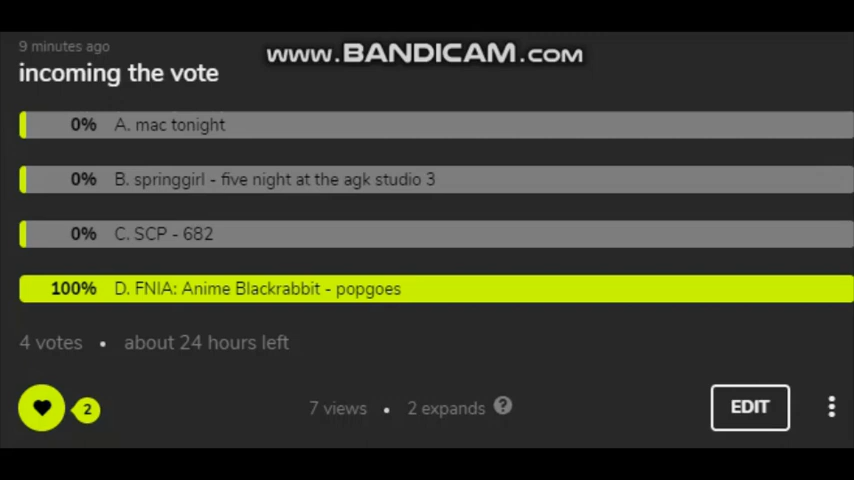 9 minutes ago
www.BANDICAM.COM
incoming the vote
0% A. mac tonight
0% B. springgirl - five night at the agk studio 3
0% C. SCP - 682
100% D. FNIA: Anime Blackrabbit - popgoes
4 votes • about 24 hours left
2
7 views • 2 expands ?
EDIT